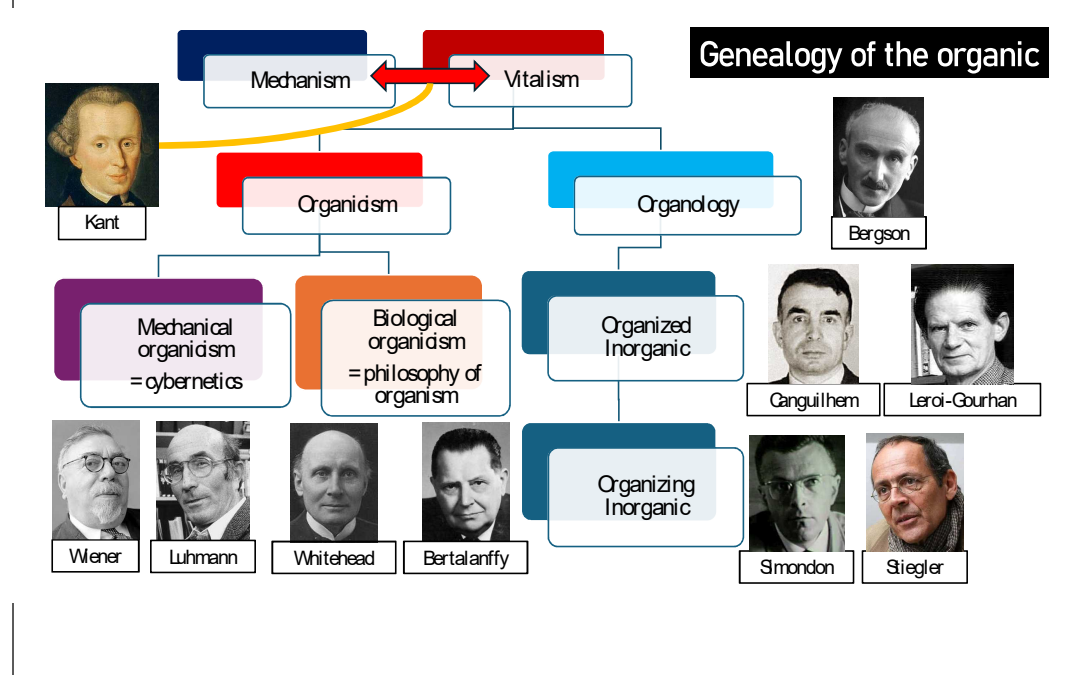 Genealogy of the organic
Mechanism
Vitalism
Kant
Organicism
Organology
Bergson
Mechanical
organicism
= cybernetics
Biological
organicism
= philosophy of
organism
Organized
Inorganic
Canguilhem
Leroi-Gourhan
Organizing
Inorganic
Wiener
Luhmann
Whitehead
Bertalanffy
Simondon
Stiegler